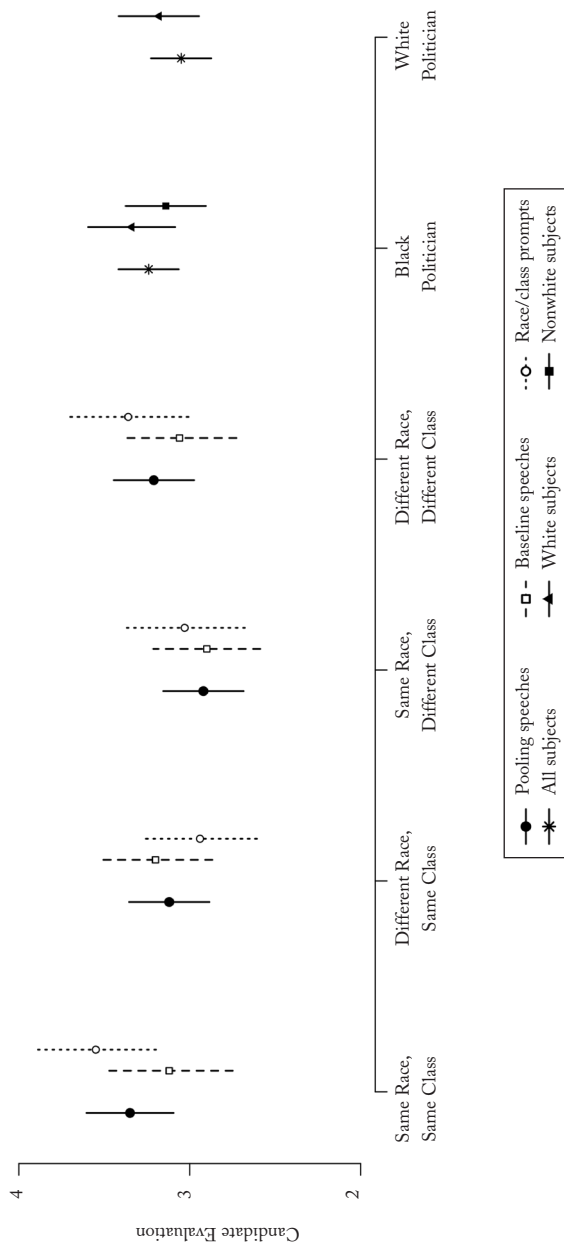 Candidate Evaluation
4
3
2
Same Race,
Same Class
Different Race,
Same Class
Same Race,
Different Class
Different Race,
Different Class
Black
Politician
White
Politician
Pooling speeches
Baseline speeches
Race/class prompts
All subjects
White subjects
Nonwhite subjects